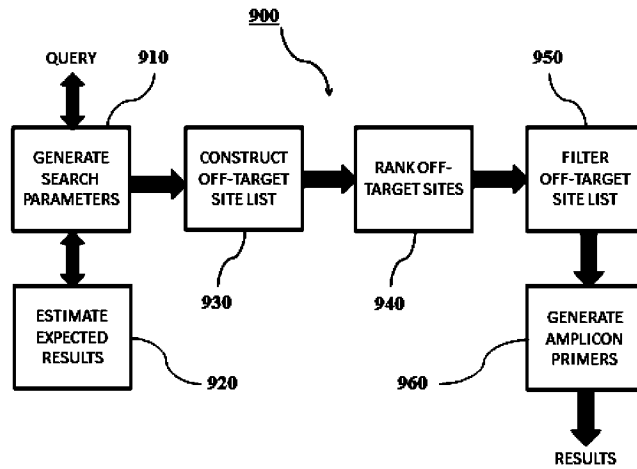 900
QUERY
910
950
GENERATE
SEARCH
PARAMETERS
CONSTRUCT
OFF-TARGET
SITE LIST
RANK OFF-
TARGET SITES
FILTER
OFF-TARGET
SITE LIST
930
940
ESTIMATE
EXPECTED
RESULTS
920
GENERATE
AMPLICON
PRIMERS
960
RESULTS